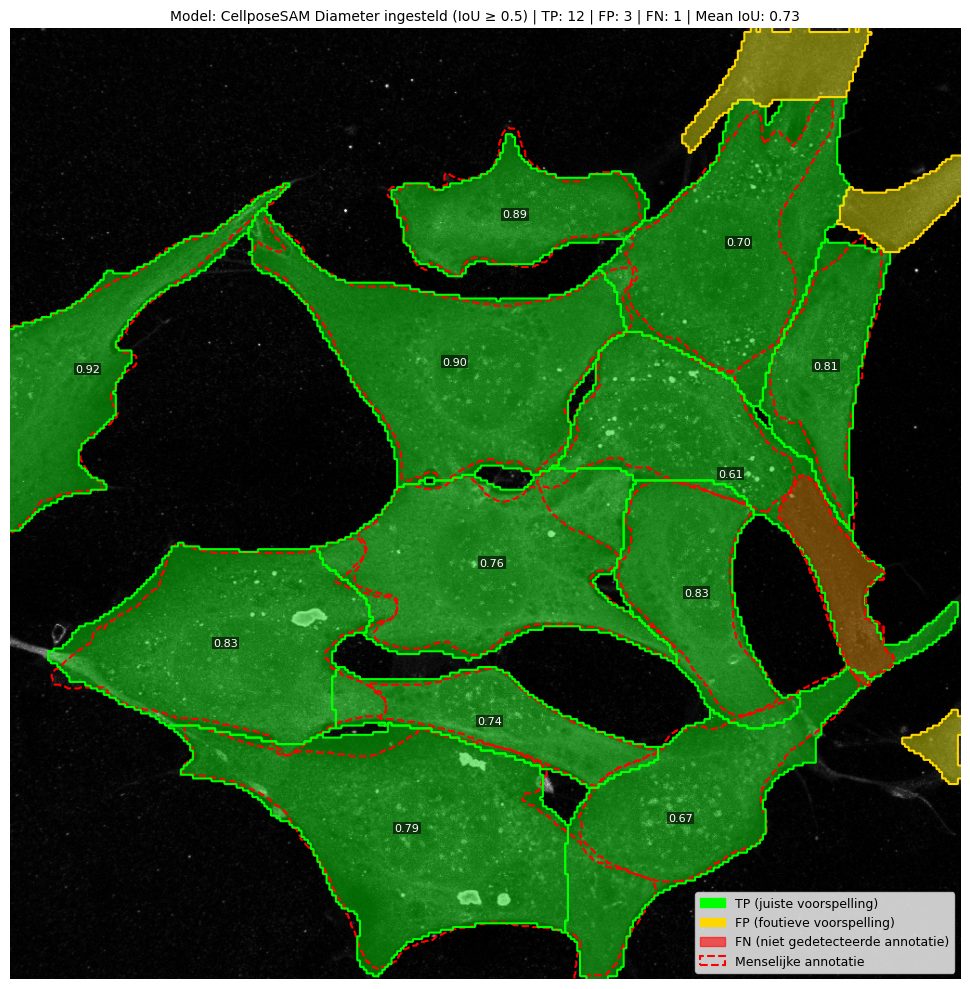 Model: CellposeSAM Diameter ingesteld (IoU ≥ 0.5) | TP: 12 | FP: 3 | FN: 1 | Mean IoU: 0.73
0.89
0.70
0.90
0.81
0.92
0.61
0.76
0.83
0.83
0.74
0.67
0.79
TP (juiste voorspelling)
FP (foutieve voorspelling)
FN (niet gedetecteerde annotatie)
Menselijke annotatie